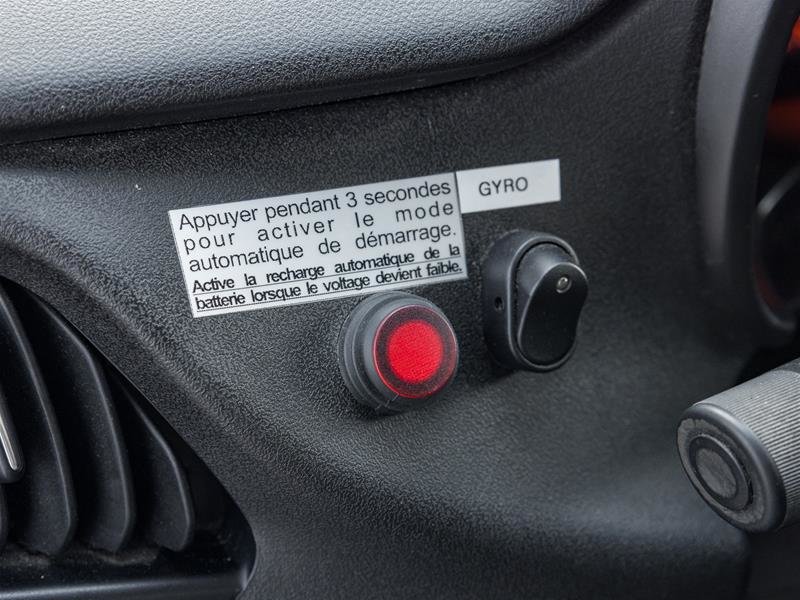 Appuyer pendant 3 secondes
pour activer le mode
automatique de démarrage.
Active la recharge automatique de la
batterie lorsque le voltage devient faible.
GYRO